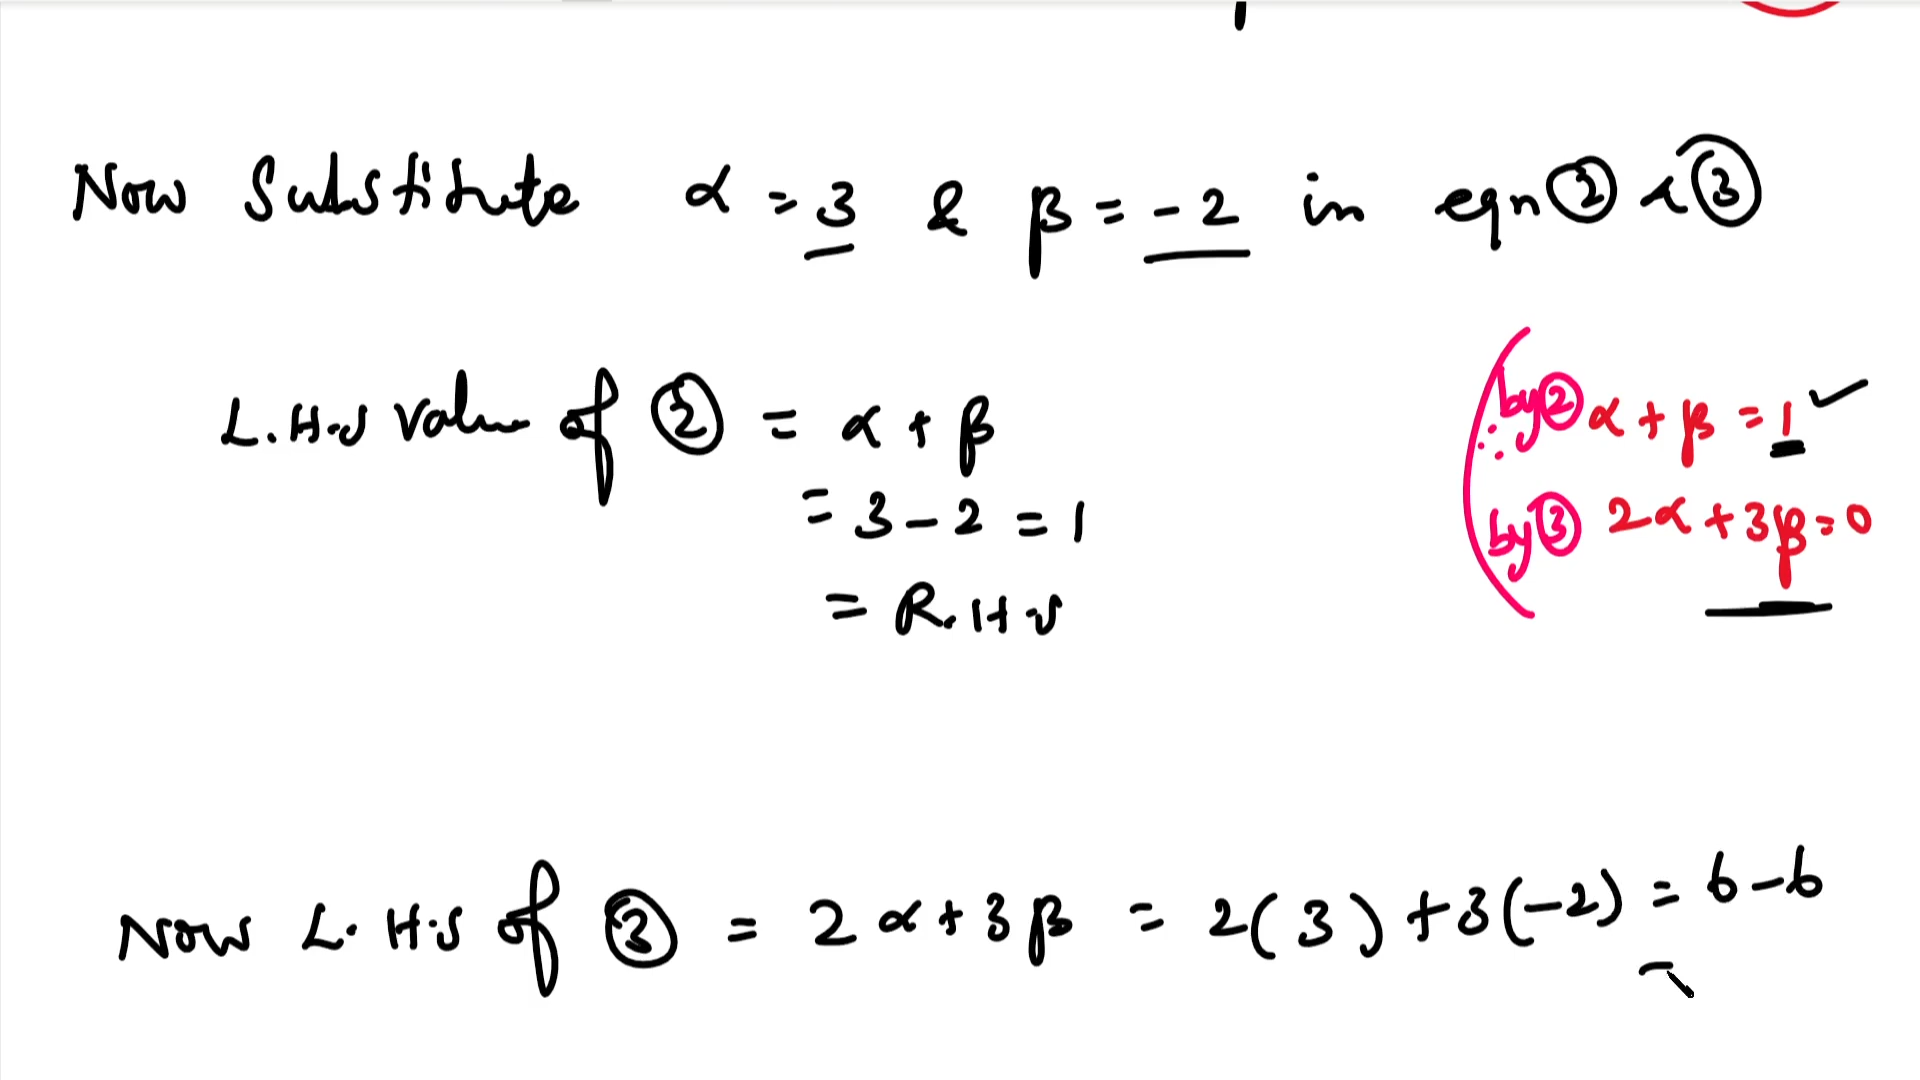 Now Substitute α = 3 & β = -2 in eqn ② & ③
L.H.S value of ② = α + β
= 3 - 2 = 1
= R.H.S
by ② α + β = 1 ✓
by ③ 2α + 3β = 0
Now L.H.S of ③ = 2α + 3β = 2(3) + 3(-2) = 6 - 6